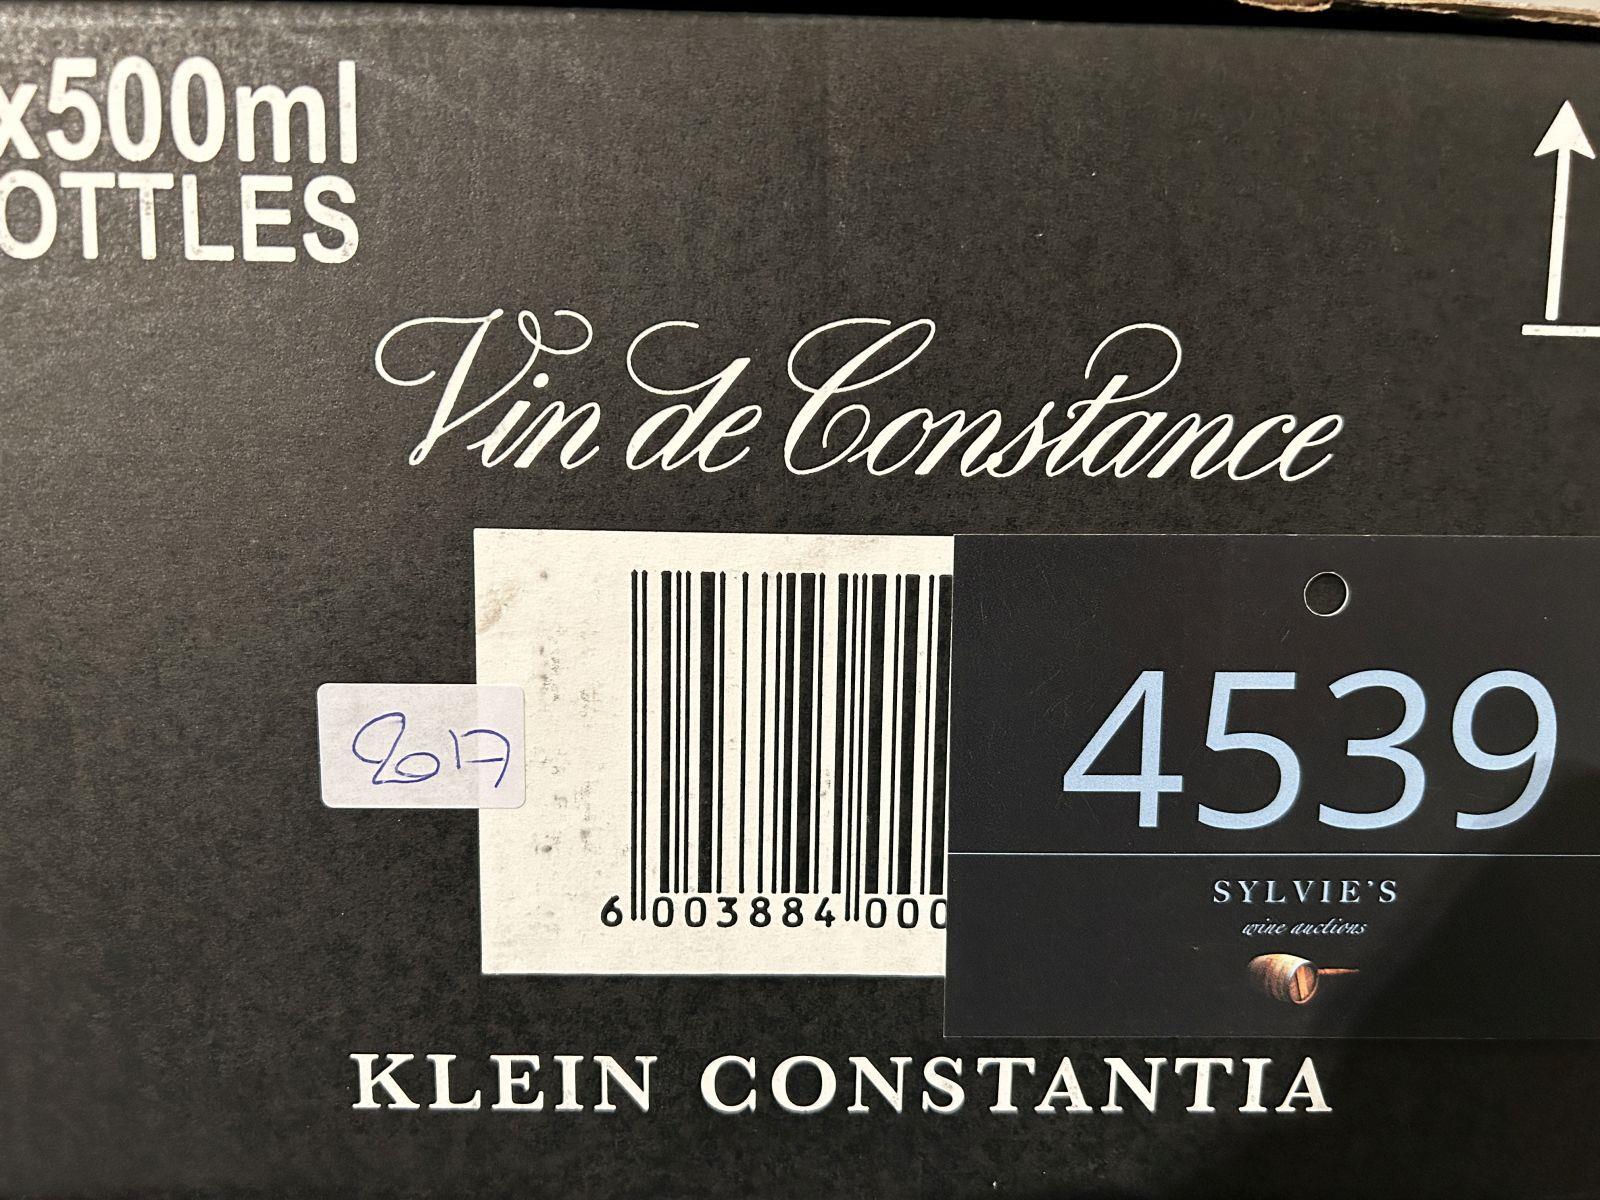 x500ml
OTTLES
Vin de Constance
2017
4539
SYLVIE'S
wine auctions
6 003884 000
KLEIN CONSTANTIA